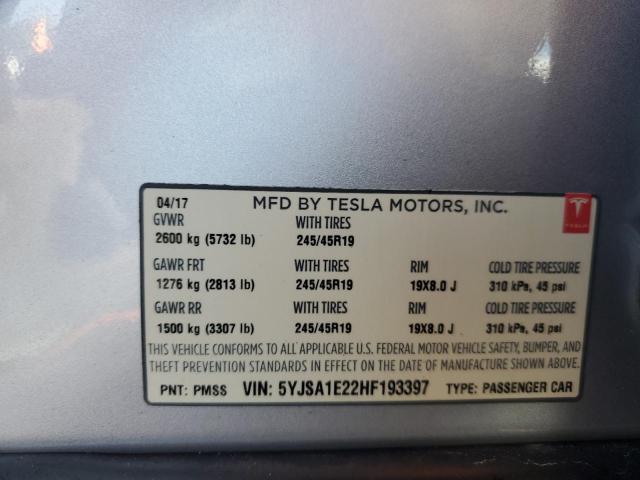 04/17 MFD BY TESLA MOTORS, INC.
GVWR WITH TIRES
2600 kg (5732 lb) 245/45R19
TESLA
GAWR FRT WITH TIRES RIM COLD TIRE PRESSURE
1276 kg (2813 lb) 245/45R19 19X8.0 J 310 kPa, 45 psi
GAWR RR WITH TIRES RIM COLD TIRE PRESSURE
1500 kg (3307 lb) 245/45R19 19X8.0 J 310 kPa, 45 psi
THIS VEHICLE CONFORMS TO ALL APPLICABLE U.S. FEDERAL MOTOR VEHICLE SAFETY, BUMPER, AND
THEFT PREVENTION STANDARDS IN EFFECT ON THE DATE OF MANUFACTURE SHOWN ABOVE.
PNT: PMSS VIN: 5YJSA1E22HF193397 TYPE: PASSENGER CAR